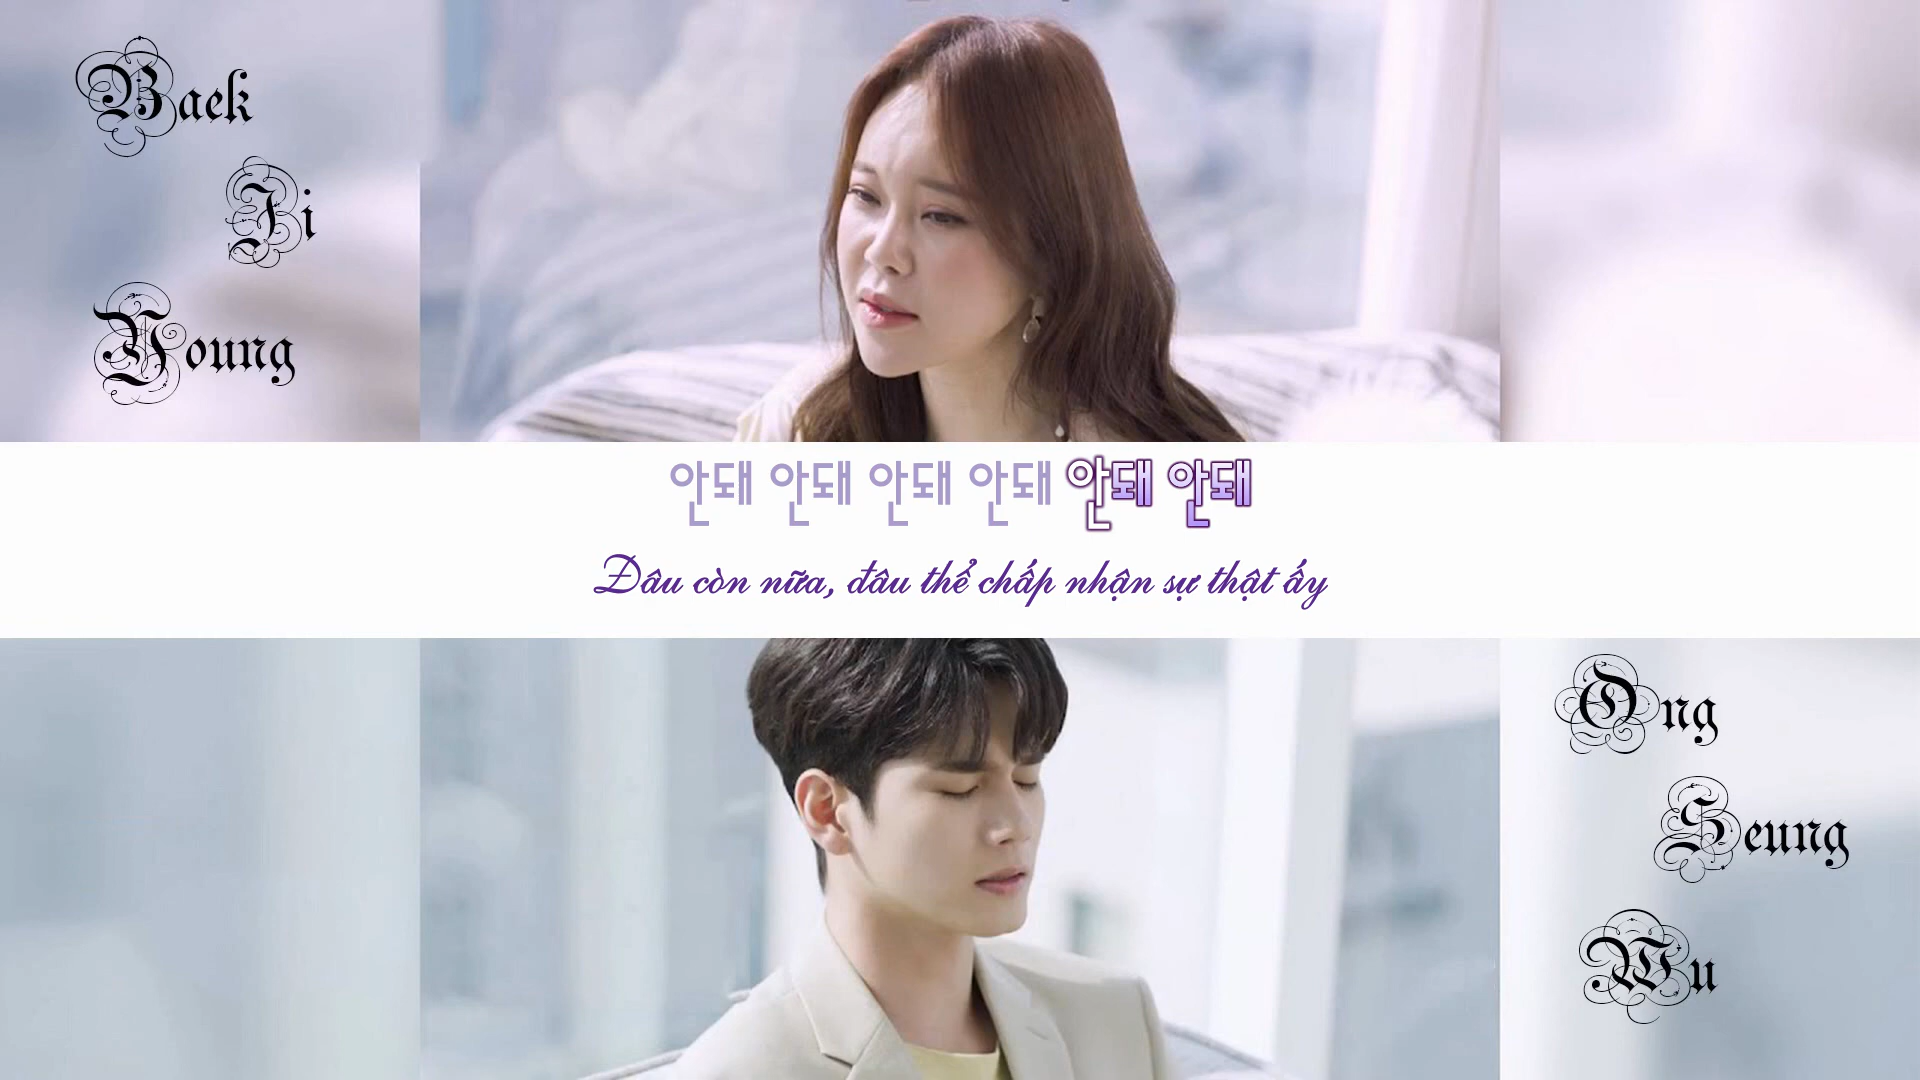 Baek
Ji
Young
안돼 안돼 안돼 안돼 안돼 안돼
Đâu còn nữa, đâu thể chấp nhận sự thật ấy
Ong
Seung
Wu